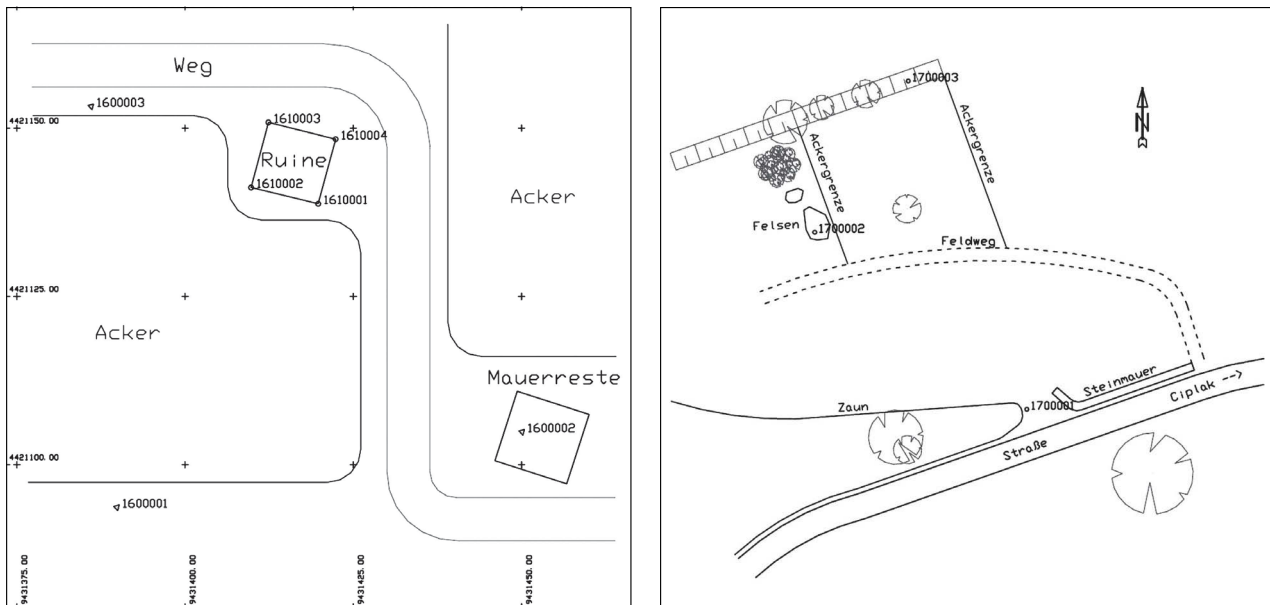 Weg
1600003
4421150.00
1610003
1610004
Ruine
1610002
1610001
Acker
4421125.00
Acker
Mauerreste
1600002
4421100.00
1600001
9431375.00
9431400.00
9431425.00
9431450.00
1700003
N
Ackergrenze
Ackergrenze
Felsen
1700002
Feldweg
Steinmauer
Ciplak -->
Zaun
1700001
Straße